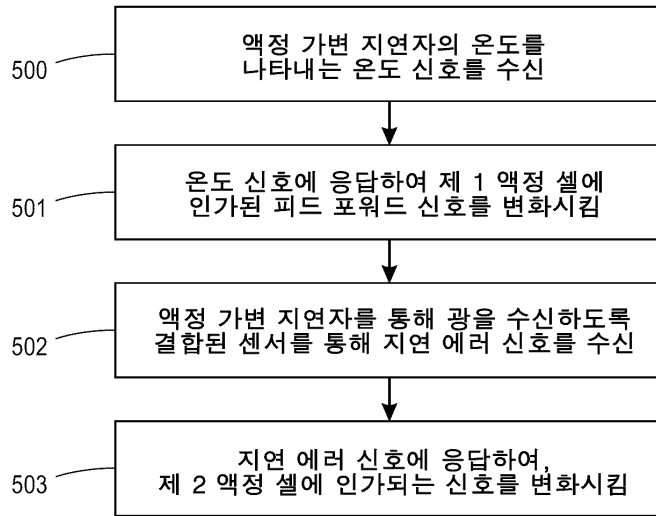 500
액정 가변 지연자의 온도를
나타내는 온도 신호를 수신
501
온도 신호에 응답하여 제 1 액정 셀에
인가된 피드 포워드 신호를 변화시킴
502
액정 가변 지연자를 통해 광을 수신하도록
결합된 센서를 통해 지연 에러 신호를 수신
503
지연 에러 신호에 응답하여,
제 2 액정 셀에 인가되는 신호를 변화시킴